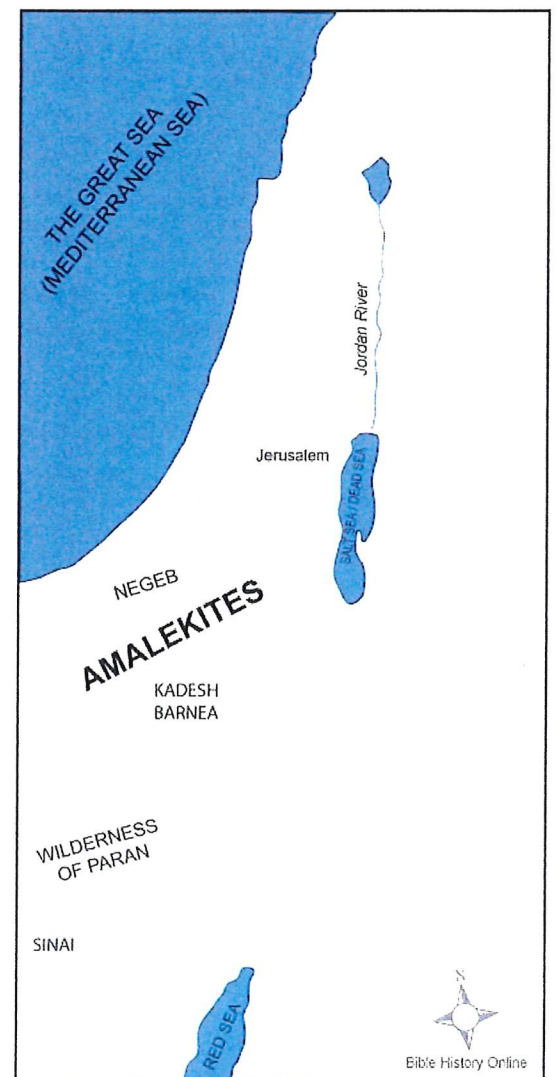 THE GREAT SEA
(MEDITERRANEAN SEA)
Jordan River
Jerusalem
SALT SEA / DEAD SEA
NEGEB
AMALEKITES
KADESH
BARNEA
WILDERNESS
OF PARAN
SINAI
RED SEA
N
Bible History Online